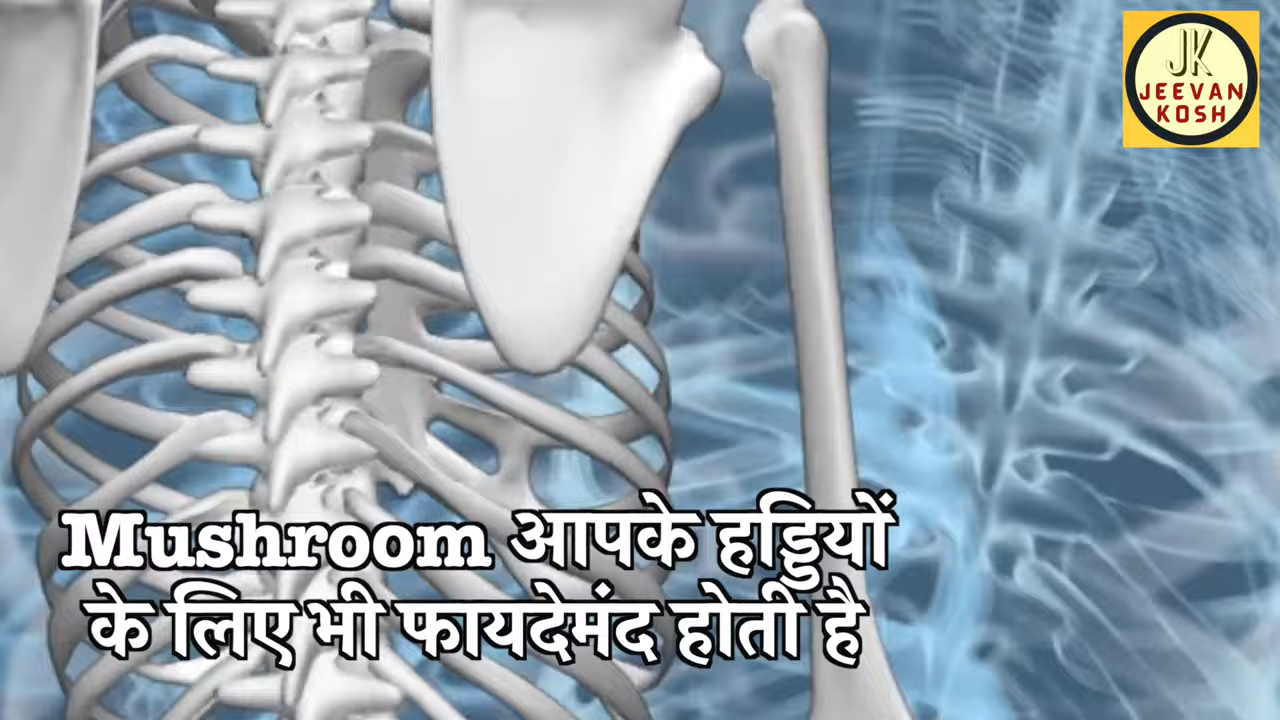 JK
JEEVAN
KOSH
Mushroom आपके हड्डियों
के लिए भी फायदेमंद होती है